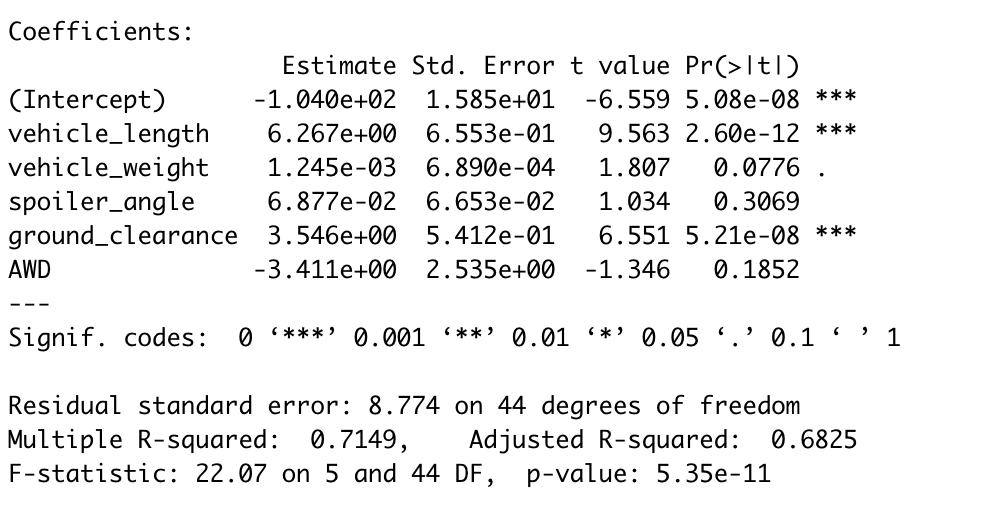 Coefficients:
Estimate Std. Error t value Pr(>|t|)
(Intercept) -1.040e+02 1.585e+01 -6.559 5.08e-08 ***
vehicle_length 6.267e+00 6.553e-01 9.563 2.60e-12 ***
vehicle_weight 1.245e-03 6.890e-04 1.807 0.0776 .
spoiler_angle 6.877e-02 6.653e-02 1.034 0.3069
ground_clearance 3.546e+00 5.412e-01 6.551 5.21e-08 ***
AWD -3.411e+00 2.535e+00 -1.346 0.1852
---
Signif. codes: 0 ‘***’ 0.001 ‘**’ 0.01 ‘*’ 0.05 ‘.’ 0.1 ‘ ’ 1
Residual standard error: 8.774 on 44 degrees of freedom
Multiple R-squared: 0.7149, Adjusted R-squared: 0.6825
F-statistic: 22.07 on 5 and 44 DF, p-value: 5.35e-11